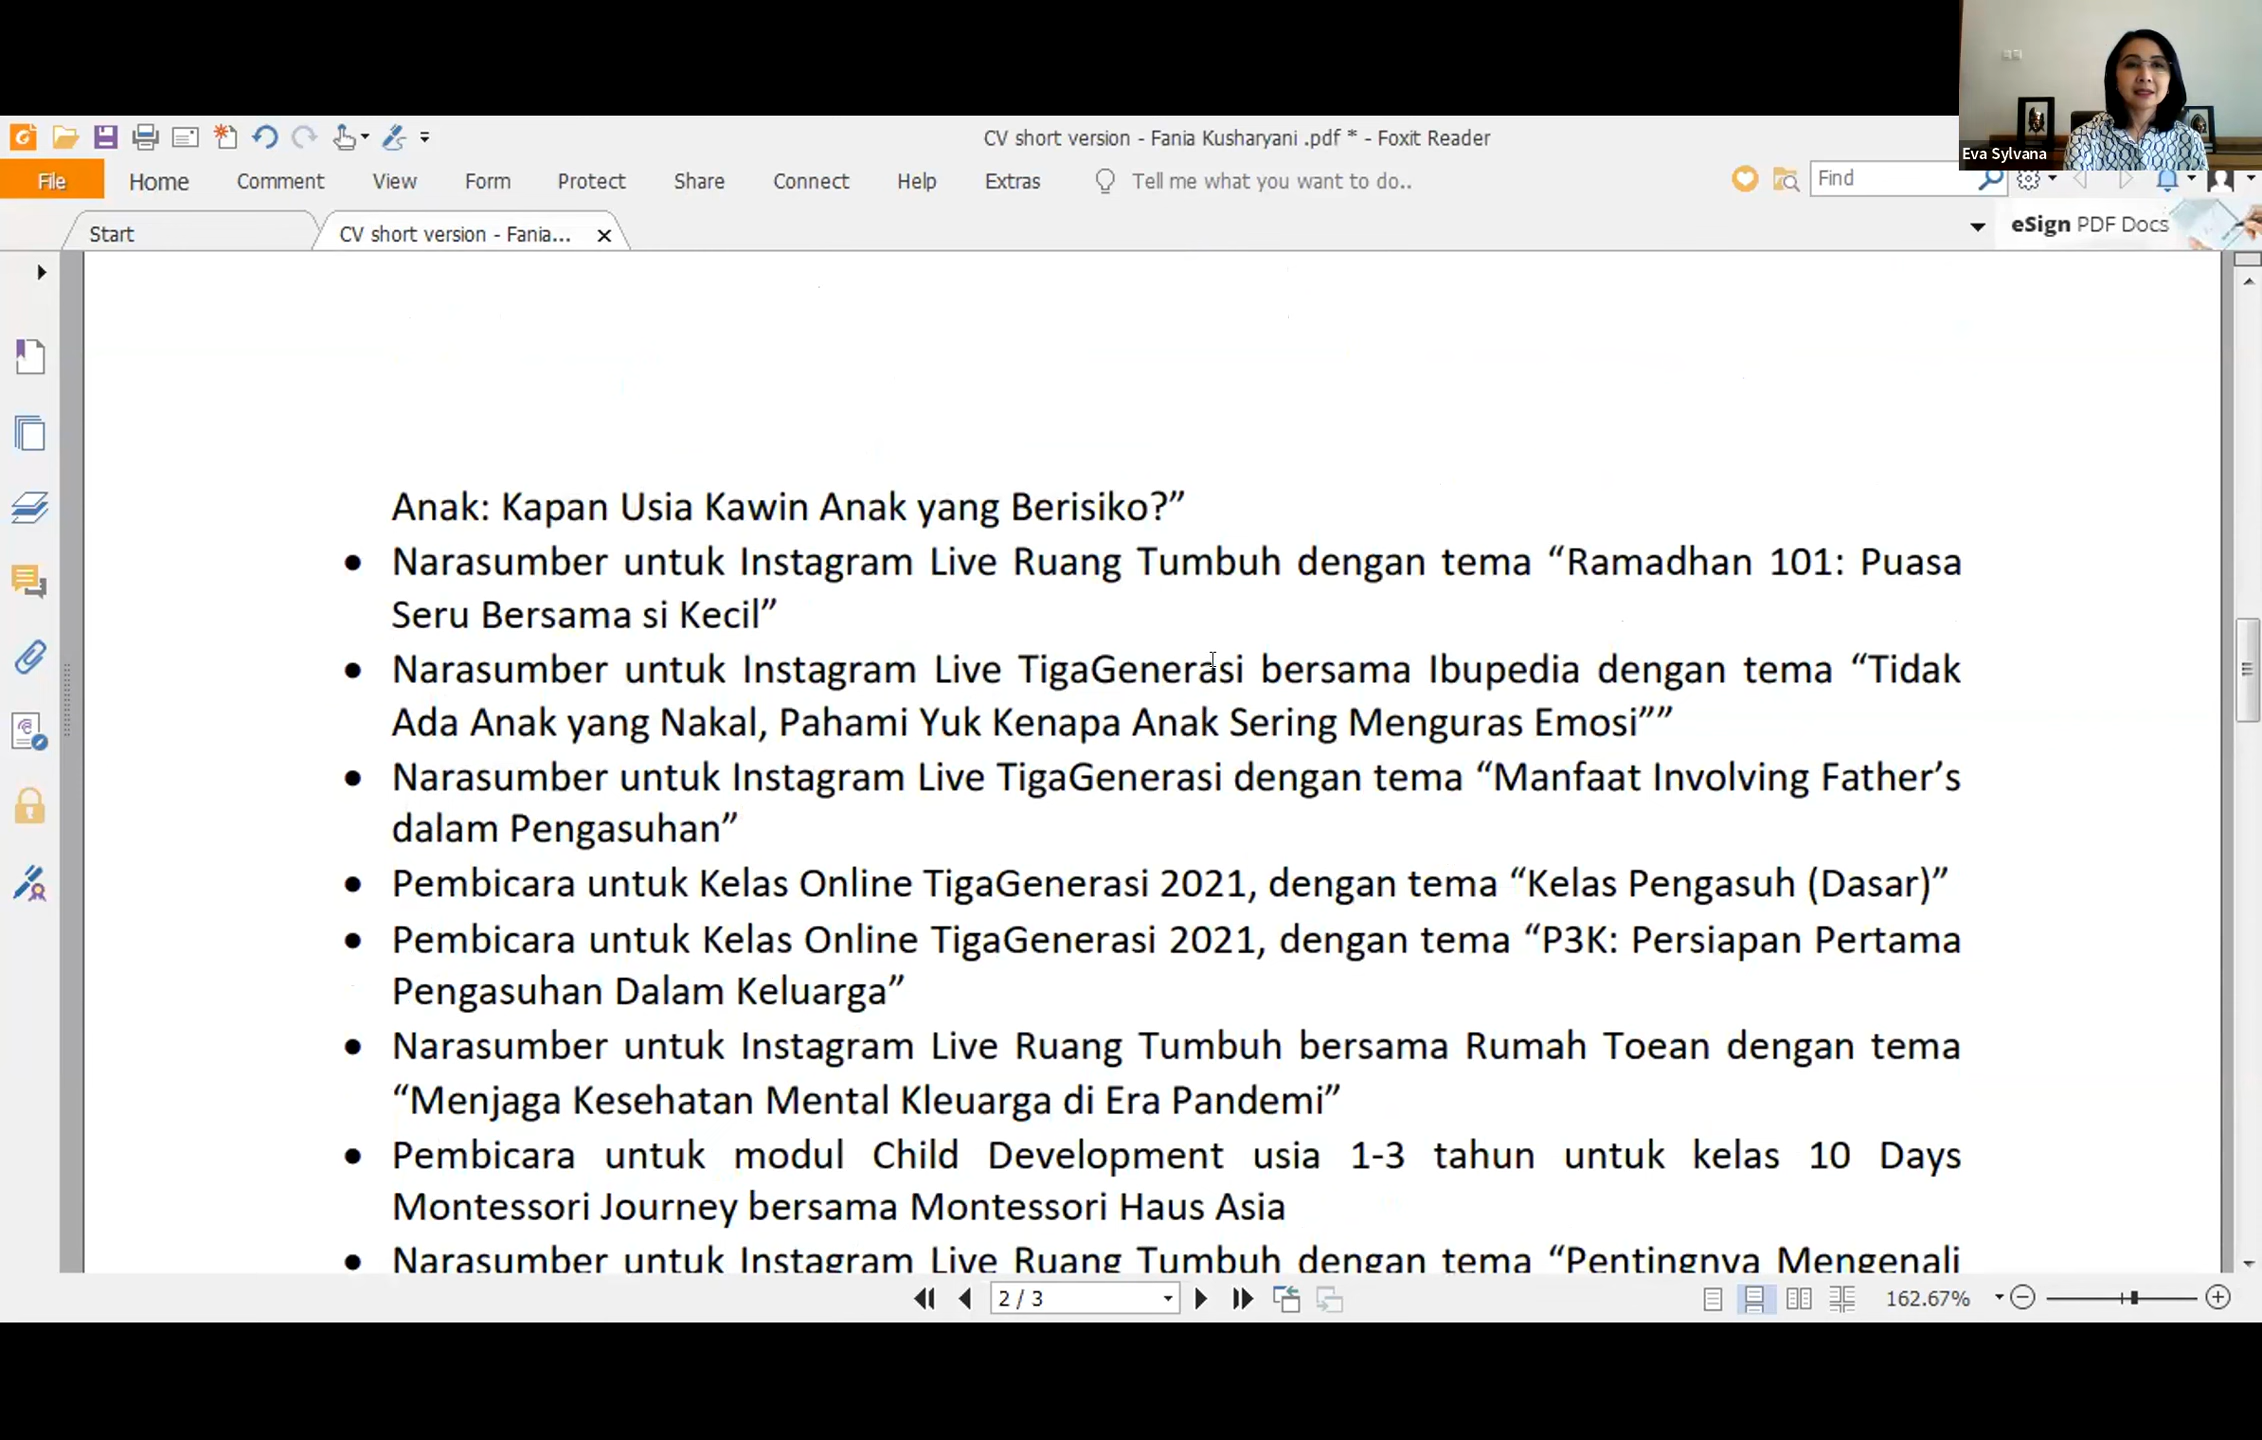 Eva Sylvana
CV short version - Fania Kusharyani .pdf * - Foxit Reader
File Home Comment View Form Protect Share Connect Help Extras Tell me what you want to do.. Find
Start CV short version - Fania... eSign PDF Docs
Anak: Kapan Usia Kawin Anak yang Berisiko?”
• Narasumber untuk Instagram Live Ruang Tumbuh dengan tema “Ramadhan 101: Puasa
Seru Bersama si Kecil”
• Narasumber untuk Instagram Live TigaGenerasi bersama Ibupedia dengan tema “Tidak
Ada Anak yang Nakal, Pahami Yuk Kenapa Anak Sering Menguras Emosi””
• Narasumber untuk Instagram Live TigaGenerasi dengan tema “Manfaat Involving Father’s
dalam Pengasuhan”
• Pembicara untuk Kelas Online TigaGenerasi 2021, dengan tema “Kelas Pengasuh (Dasar)”
• Pembicara untuk Kelas Online TigaGenerasi 2021, dengan tema “P3K: Persiapan Pertama
Pengasuhan Dalam Keluarga”
• Narasumber untuk Instagram Live Ruang Tumbuh bersama Rumah Toean dengan tema
“Menjaga Kesehatan Mental Kleuarga di Era Pandemi”
• Pembicara untuk modul Child Development usia 1-3 tahun untuk kelas 10 Days
Montessori Journey bersama Montessori Haus Asia
• Narasumber untuk Instagram Live Ruang Tumbuh dengan tema “Pentingnya Mengenali
2 / 3 162.67%